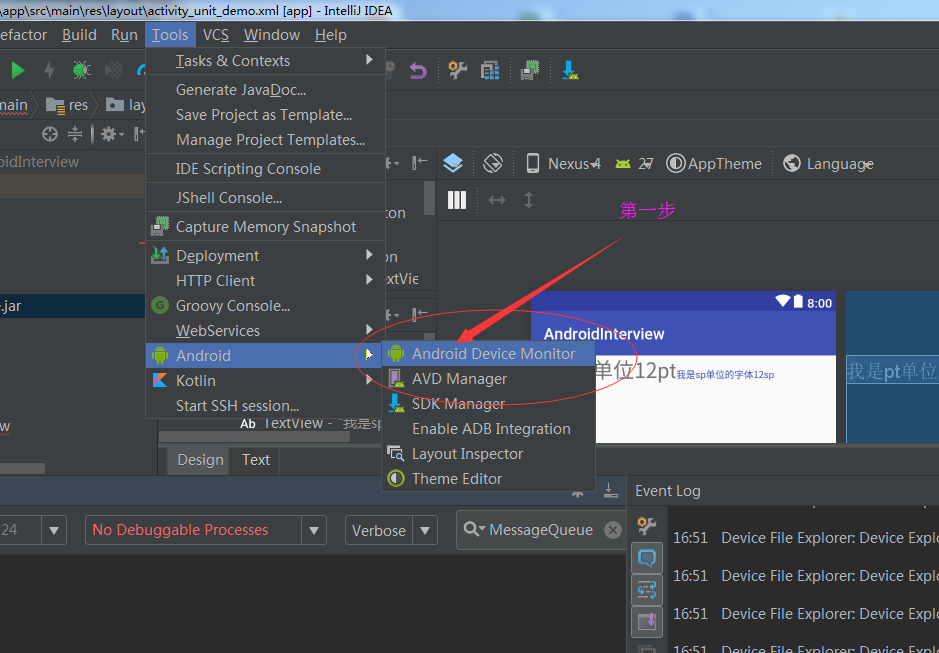 \app\src\main\res\layout\activity_unit_demo.xml [app] - IntelliJ IDEA
efactor Build Run Tools VCS Window Help
Tasks & Contexts
Generate JavaDoc...
Save Project as Template...
Manage Project Templates...
IDE Scripting Console
JShell Console...
Capture Memory Snapshot
Deployment
HTTP Client
Groovy Console...
WebServices
Android
Kotlin
Start SSH session...
Android Device Monitor
AVD Manager
SDK Manager
Enable ADB Integration
Layout Inspector
Theme Editor
main res lay
oidInterview
.jar
Nexus 4 27 AppTheme Language
第一步
ton
on
extVie
8:00
AndroidInterview
单位12pt我是sp单位的字体12sp
我是pt单位
Ab TextView - "我是sp
Design Text
Event Log
24 No Debuggable Processes Verbose MessageQueue
16:51 Device File Explorer: Device Explo
16:51 Device File Explorer: Device Explo
16:51 Device File Explorer: Device Explo
16:51 Device File Explorer: Device Explo